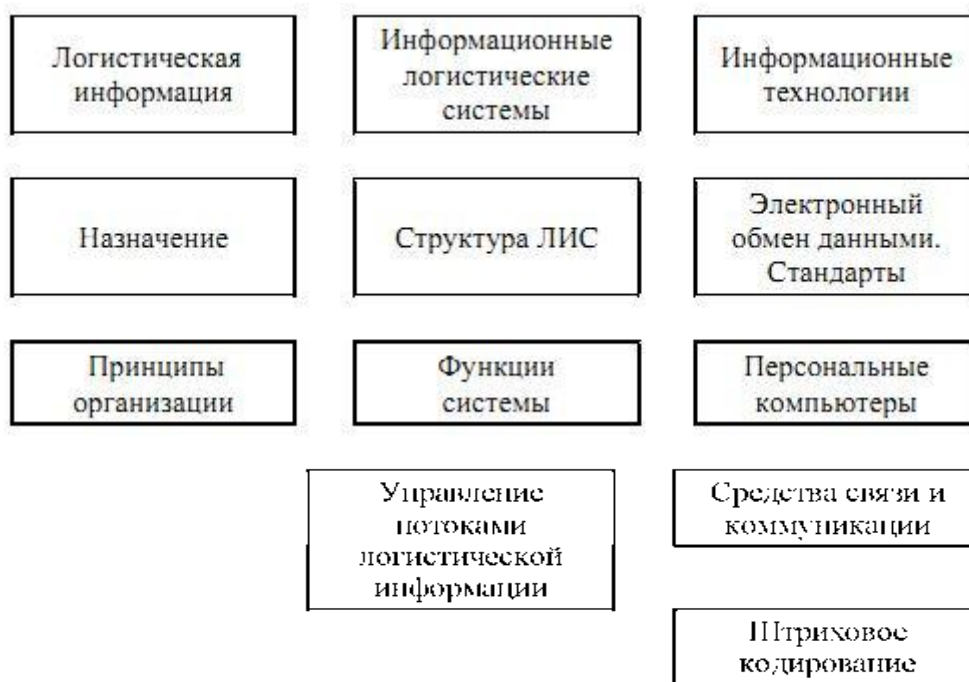 Логистическая
информация
Информационные
логистические
системы
Информационные
технологии
Назначение
Структура ЛИС
Электронный
обмен данными.
Стандарты
Принципы
организации
Функции
системы
Персональные
компьютеры
Управление
потоками
логистической
информации
Средства связи и
коммуникации
Штриховое
кодирование